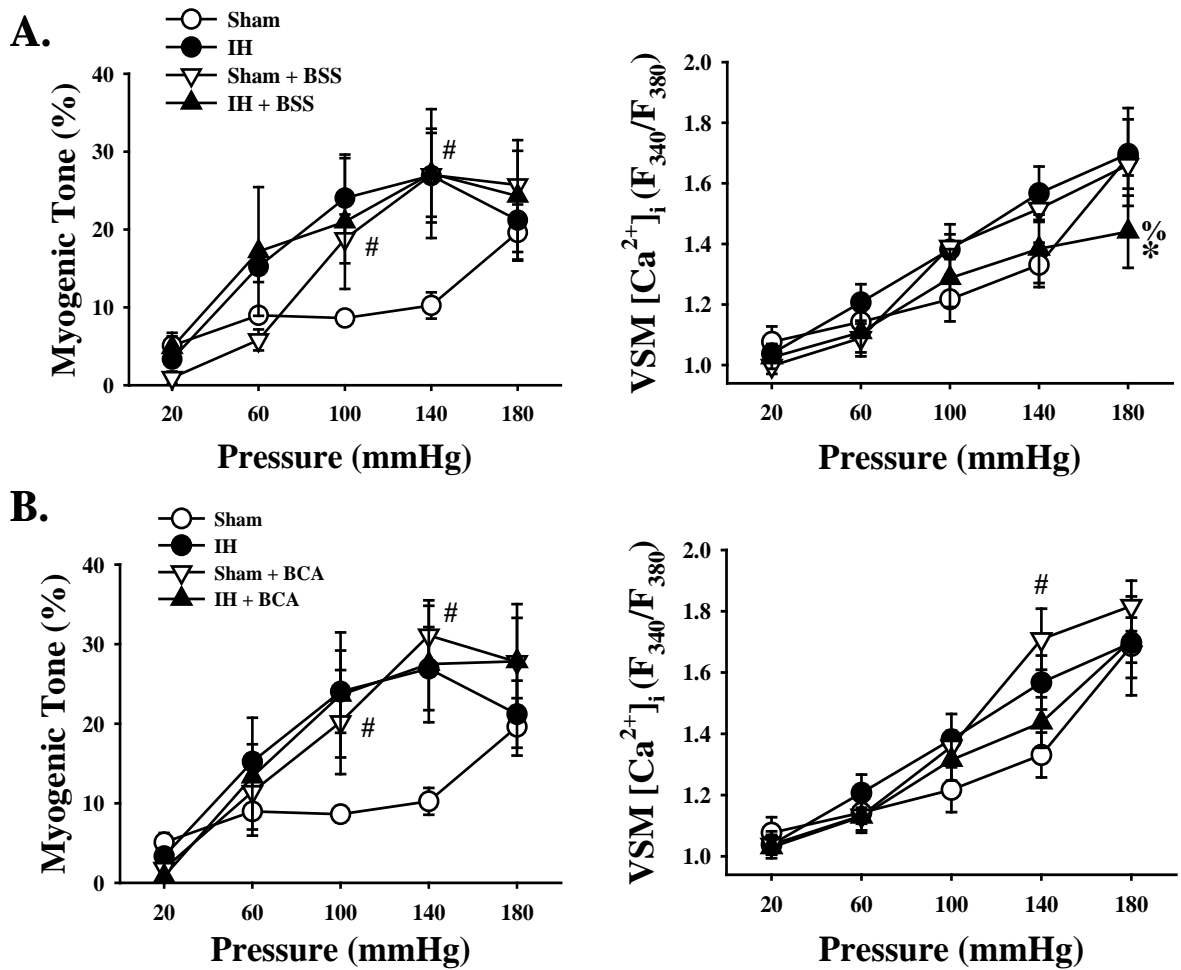 A.
Sham
IH
Sham + BSS
IH + BSS
Myogenic Tone (%)
40
30
20
10
0
#
#
20 60 100 140 180
Pressure (mmHg)
VSM [Ca2+]i (F340/F380)
2.0
1.8
1.6
1.4
1.2
1.0
%
*
20 60 100 140 180
Pressure (mmHg)
B.
Sham
IH
Sham + BCA
IH + BCA
Myogenic Tone (%)
40
30
20
10
0
#
#
20 60 100 140 180
Pressure (mmHg)
VSM [Ca2+]i (F340/F380)
2.0
1.8
1.6
1.4
1.2
1.0
#
20 60 100 140 180
Pressure (mmHg)